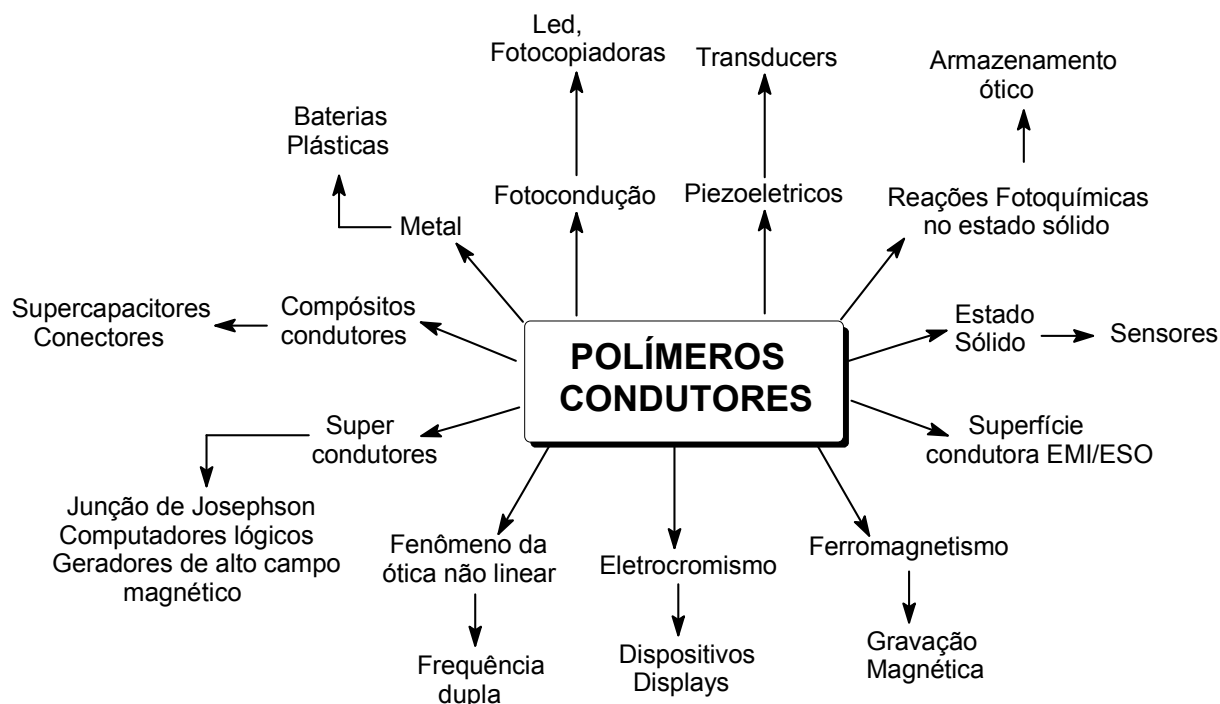 Led,
Fotocopiadoras
Transducers
Armazenamento
ótico
Baterias
Plásticas
Fotocondução
Piezoeletricos
Reações Fotoquímicas
no estado sólido
Metal
Supercapacitores
Conectores
Compósitos
condutores
POLÍMEROS
CONDUTORES
Estado
Sólido
Sensores
Super
condutores
Superfície
condutora EMI/ESO
Junção de Josephson
Computadores lógicos
Geradores de alto campo
magnético
Fenômeno da
ótica não linear
Eletrocromismo
Ferromagnetismo
Frequência
dupla
Dispositivos
Displays
Gravação
Magnética